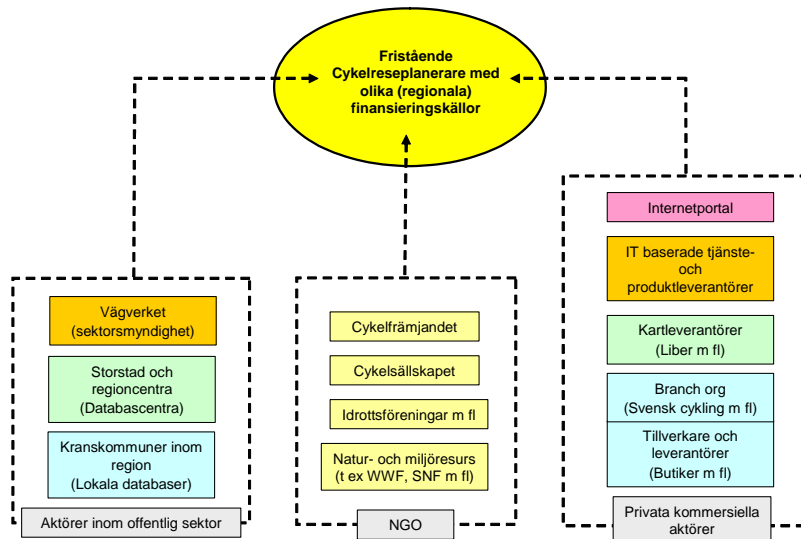 Fristående
Cykelreseplanerare med
olika (regionala)
finansieringskällor
Vägverket
(sektorsmyndighet)
Storstad och
regioncentra
(Databascentra)
Kranskommuner inom
region
(Lokala databaser)
Aktörer inom offentlig sektor
Cykelfrämjandet
Cykelsällskapet
Idrottsföreningar m fl
Natur- och miljöresurs
(t ex WWF, SNF m fl)
NGO
Internetportal
IT baserade tjänste-
och
produktleverantörer
Kartleverantörer
(Liber m fl)
Branch org
(Svensk cykling m fl)
Tillverkare och
leverantörer
(Butiker m fl)
Privata kommersiella
aktörer